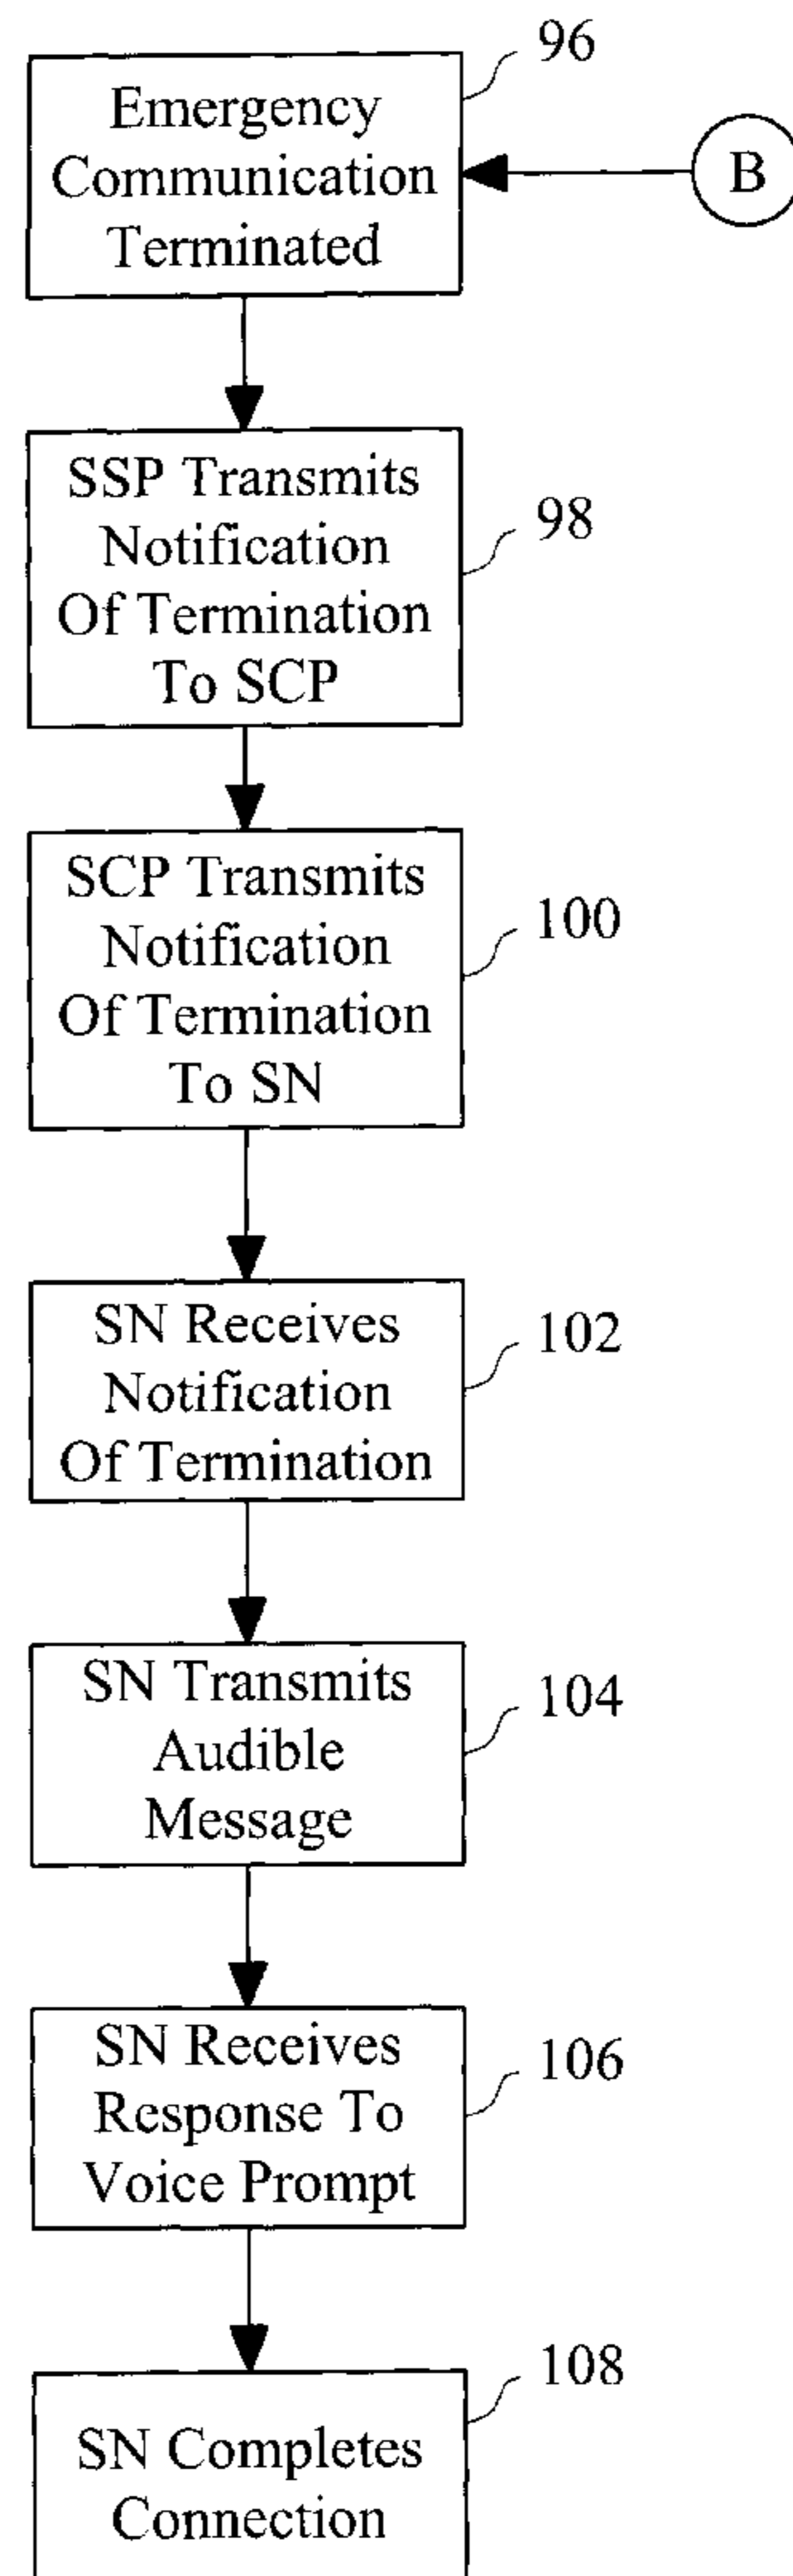 96
Emergency
Communication
Terminated
B
SSP Transmits
Notification
Of Termination
To SCP
98
SCP Transmits
Notification
Of Termination
To SN
100
SN Receives
Notification
Of Termination
102
SN Transmits
Audible
Message
104
SN Receives
Response To
Voice Prompt
106
SN Completes
Connection
108